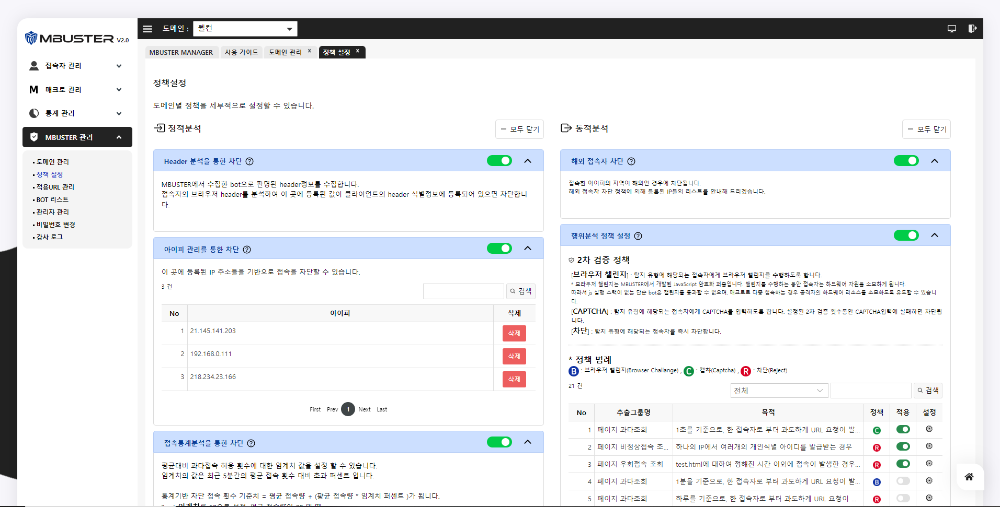 MBUSTER V2.0
도메인 : 웰컨
접속자 관리
매크로 관리
통계 관리
MBUSTER 관리
도메인 관리
정책 설정
적용URL 관리
BOT 리스트
관리자 관리
비밀번호 변경
감사 로그
MBUSTER MANAGER 사용 가이드 도메인 관리 x 정책 설정 x
정책설정
도메인별 정책을 세부적으로 설정할 수 있습니다.
정적분석 모두 닫기
Header 분석을 통한 차단
MBUSTER에서 수집한 bot으로 판명된 header정보를 수집합니다.
접속자의 브라우저 header를 분석하여 이 곳에 등록된 값이 클라이언트의 header 식별정보에 등록되어 있으면 차단합니
다.
아이피 관리를 통한 차단
이 곳에 등록된 IP 주소들을 기반으로 접속을 차단할 수 있습니다.
3 건
검색
No 아이피 삭제
1 21.145.141.203 삭제
2 192.168.0.111 삭제
3 218.234.23.166 삭제
First Prev 1 Next Last
접속통계분석을 통한 차단
평균대비 과다접속 허용 횟수에 대한 임계치 값을 설정 할 수 있습니다.
임계치의 값은 최근 5분간의 평균 접속 횟수 대비 초과 퍼센트 입니다.
통계기반 차단 접속 횟수 기준치 = 평균 접속량 + (평균 접속량 * 임계치 퍼센트 )가 됩니다.
동적분석 모두 닫기
해외 접속자 차단
접속한 아이피의 지역이 해외인 경우에 차단됩니다.
해외 접속자 차단 정책에 의해 등록된 IP들의 리스트를 안내해 드리겠습니다.
행위분석 정책 설정
2차 검증 정책
[브라우저 챌린지] : 탐지 유형에 해당되는 접속자에게 브라우저 챌린지를 수행하도록 합니다.
* 브라우저 챌린지는 MBUSTER에서 개발된 JavaScript 암호화 퍼즐입니다. 챌린지를 수행하는 동안 접속자는 하드웨어 자원을 소모하게 됩니다.
따라서 js 실행 스택이 없는 단순 bot은 챌린지를 통과할 수 없으며, 매크로로 다중 접속하는 경우 공격자의 하드웨어 리소스를 소모하도록 유도할 수 있습니
다.
[CAPTCHA] : 탐지 유형에 해당되는 접속자에게 CAPTCHA를 입력하도록 합니다. 설정된 2차 검증 횟수동안 CAPTCHA입력에 실패하면 차단됩
니다.
[차단] : 탐지 유형에 해당되는 접속자를 즉시 차단합니다.
* 정책 범례
B : 브라우저 챌린지(Browser Challange) , C : 캡챠(Captcha) , R : 차단(Reject)
21 건
전체 검색
No 추출그룹명 목적 정책 적용 설정
1 페이지 과다조회 1초를 기준으로, 한 접속자로 부터 과도하게 URL 요청이 발... C
2 페이지 비정상접속 조... 하나의 IP에서 여러개의 개인식별 아이디를 발급받는 경우 R
3 페이지 우회접속 조회 test.html에 대하여 정해진 시간 이외에 접속이 발생한 경우... R
4 페이지 과다조회 1분을 기준으로, 한 접속자로 부터 과도하게 URL 요청이 발... B
5 페이지 과다조회 하루를 기준으로, 한 접속자로 부터 과도하게 URL 요청이 ... R